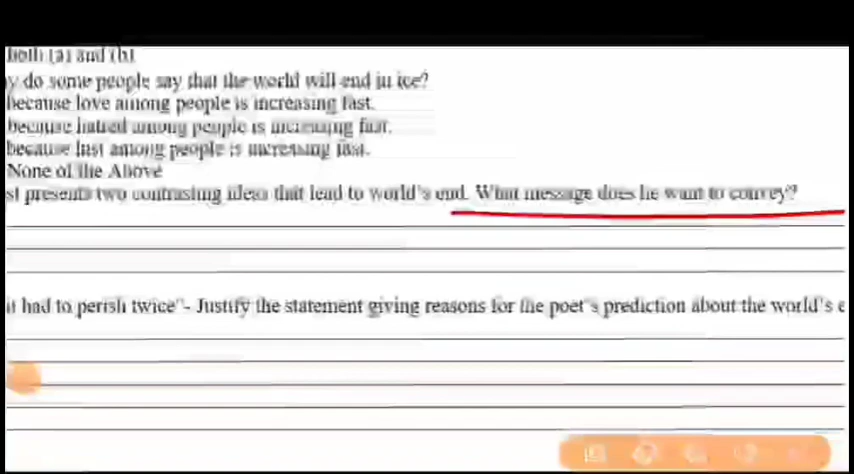 both (a) and (b)
y do some people say that the world will end in ice?
because love among people is increasing fast.
because hatred among people is increasing fast.
because lust among people is increasing fast.
None of the Above
st presents two contrasting ideas that lead to world's end. What message does he want to convey?
it had to perish twice"- Justify the statement giving reasons for the poet's prediction about the world's e